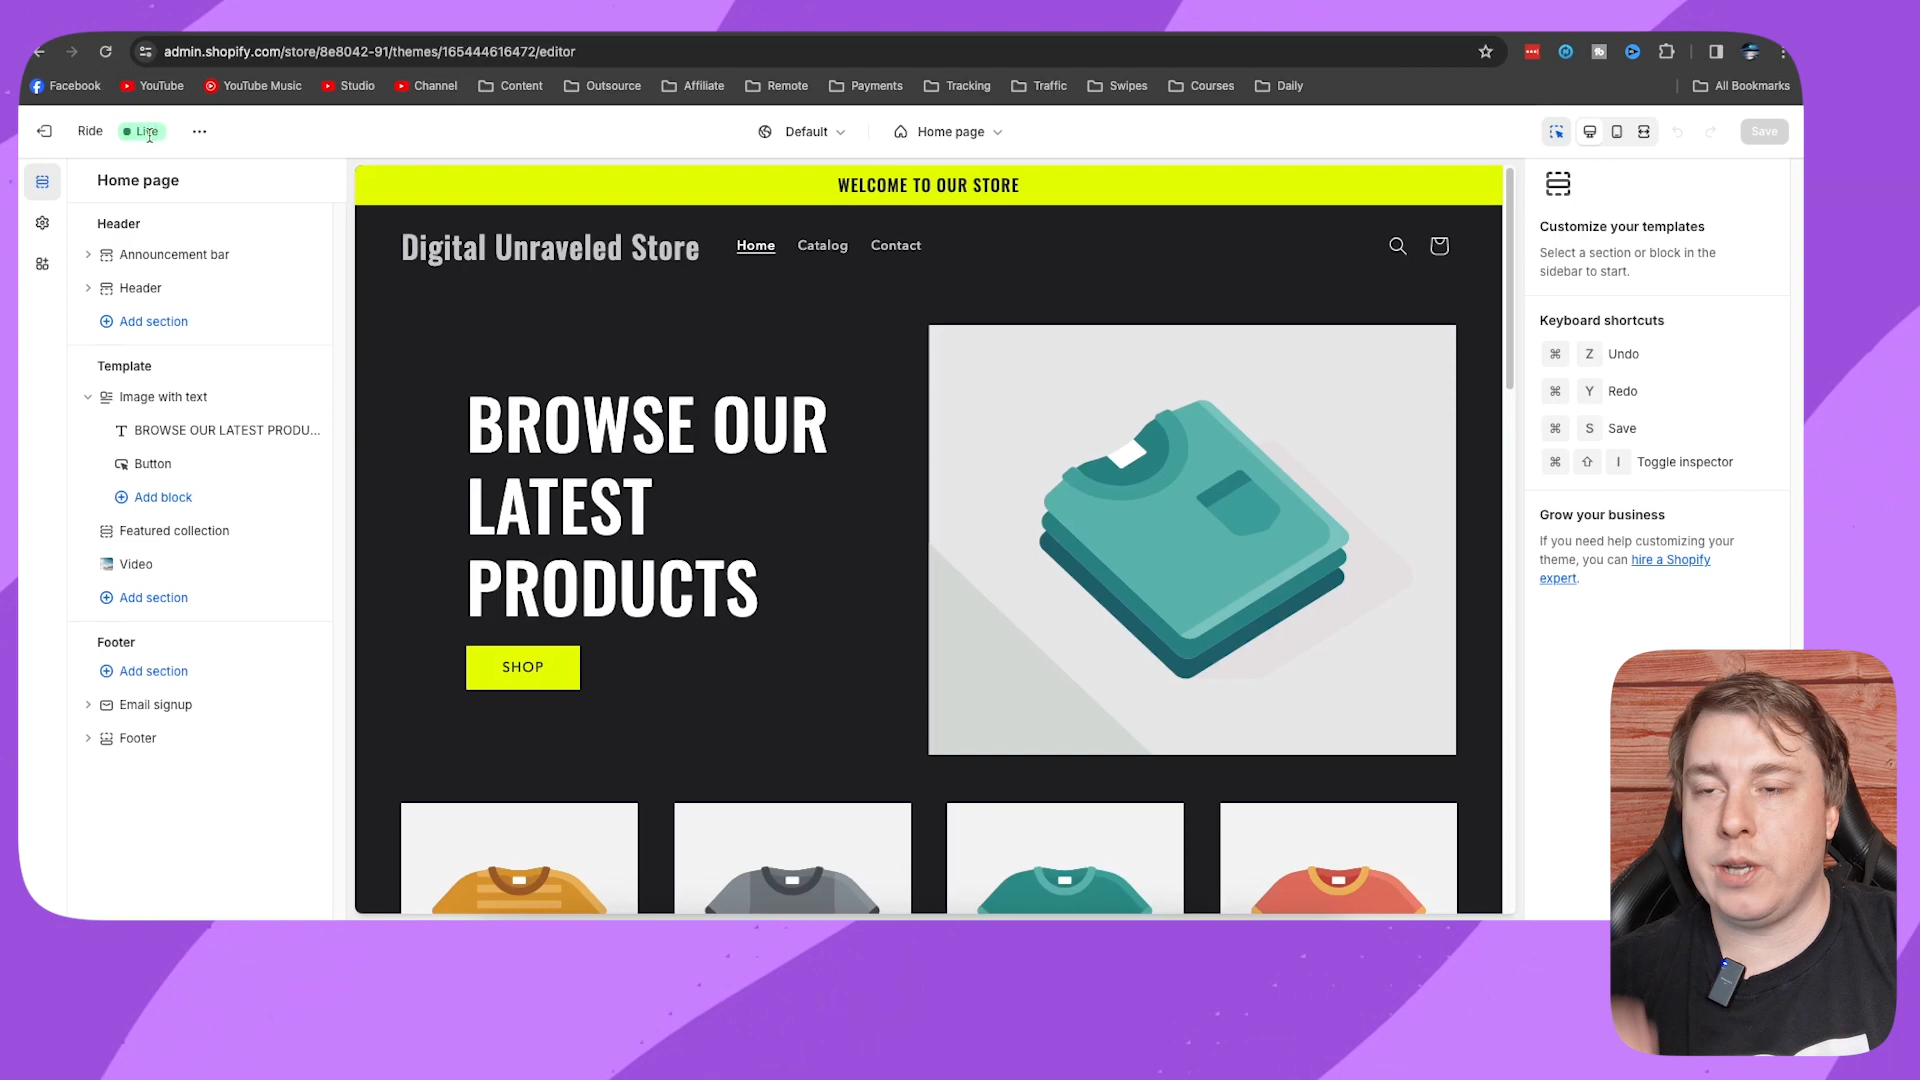 admin.shopify.com/store/8e8042-91/themes/165444616472/editor
Facebook
YouTube
YouTube Music
Studio
Channel
Content
Outsource
Affiliate
Remote
Payments
Tracking
Traffic
Swipes
Courses
Daily
All Bookmarks
Ride
Live
Default
Home page
Save
Home page
Header
Announcement bar
Header
Add section
Template
Image with text
BROWSE OUR LATEST PRODU...
Button
Add block
Featured collection
Video
Add section
Footer
Add section
Email signup
Footer
WELCOME TO OUR STORE
Digital Unraveled Store
Home
Catalog
Contact
BROWSE OUR
LATEST
PRODUCTS
SHOP
Customize your templates
Select a section or block in the
sidebar to start.
Keyboard shortcuts
⌘ Z Undo
⌘ Y Redo
⌘ S Save
⌘ ⇧ I Toggle inspector
Grow your business
If you need help customizing your
theme, you can hire a Shopify
expert.